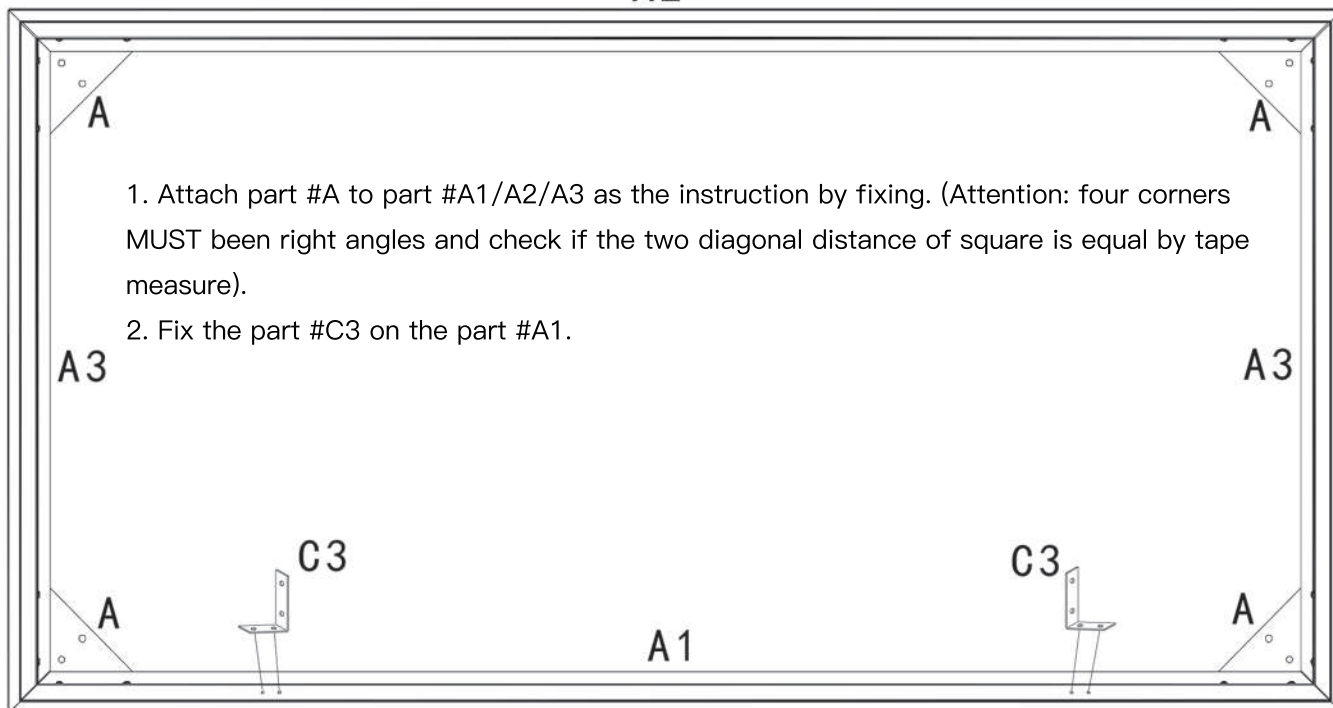 A A
1. Attach part #A to part #A1/A2/A3 as the instruction by fixing. (Attention: four corners
MUST been right angles and check if the two diagonal distance of square is equal by tape
measure).
2. Fix the part #C3 on the part #A1.
A3 A3
C3 C3
A A
A1